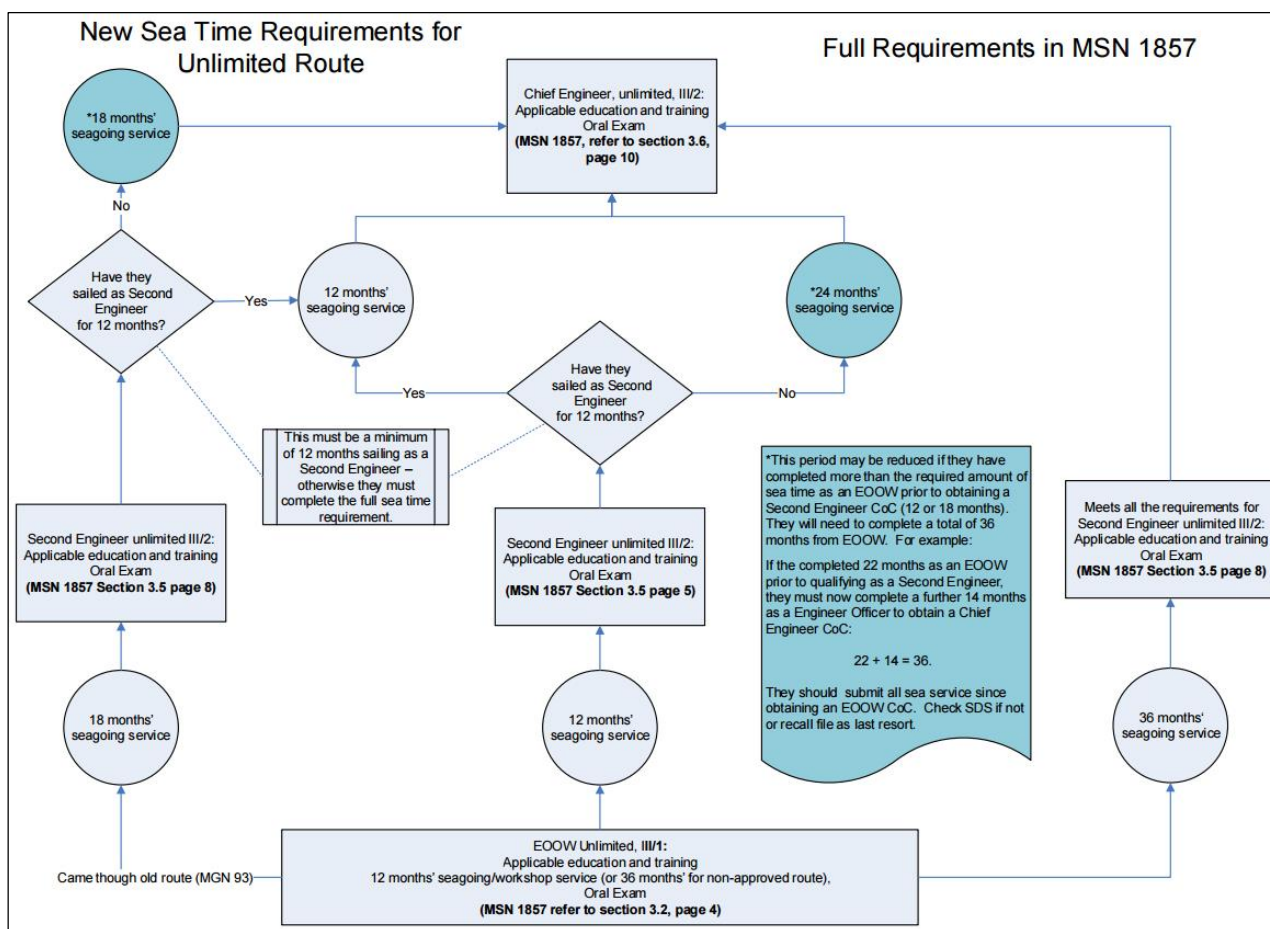 New Sea Time Requirements for
Unlimited Route
Full Requirements in MSN 1857
*18 months’
seagoing service
Chief Engineer, unlimited, III/2:
Applicable education and training
Oral Exam
(MSN 1857, refer to section 3.6,
page 10)
No
Have they
sailed as Second
Engineer
for 12 months?
Yes
12 months’
seagoing service
*24 months’
seagoing service
Have they
sailed as Second
Engineer
for 12 months?
Yes
No
This must be a minimum
of 12 months sailing as a
Second Engineer –
otherwise they must
complete the full sea time
requirement.
*This period may be reduced if they have
completed more than the required amount of
sea time as an EOOW prior to obtaining a
Second Engineer CoC (12 or 18 months).
They will need to complete a total of 36
months from EOOW. For example:
If the completed 22 months as an EOOW
prior to qualifying as a Second Engineer,
they must now complete a further 14 months
as a Engineer Officer to obtain a Chief
Engineer CoC:
22 + 14 = 36.
They should submit all sea service since
obtaining an EOOW CoC. Check SDS if not
or recall file as last resort.
Second Engineer unlimited III/2:
Applicable education and training
Oral Exam
(MSN 1857 Section 3.5 page 8)
Second Engineer unlimited III/2:
Applicable education and training
Oral Exam
(MSN 1857 Section 3.5 page 5)
Meets all the requirements for
Second Engineer unlimited III/2:
Applicable education and training
Oral Exam
(MSN 1857 Section 3.5 page 8)
18 months’
seagoing service
12 months’
seagoing service
36 months‘
seagoing service
Came though old route (MGN 93)
EOOW Unlimited, III/1:
Applicable education and training
12 months’ seagoing/workshop service (or 36 months’ for non-approved route),
Oral Exam
(MSN 1857 refer to section 3.2, page 4)